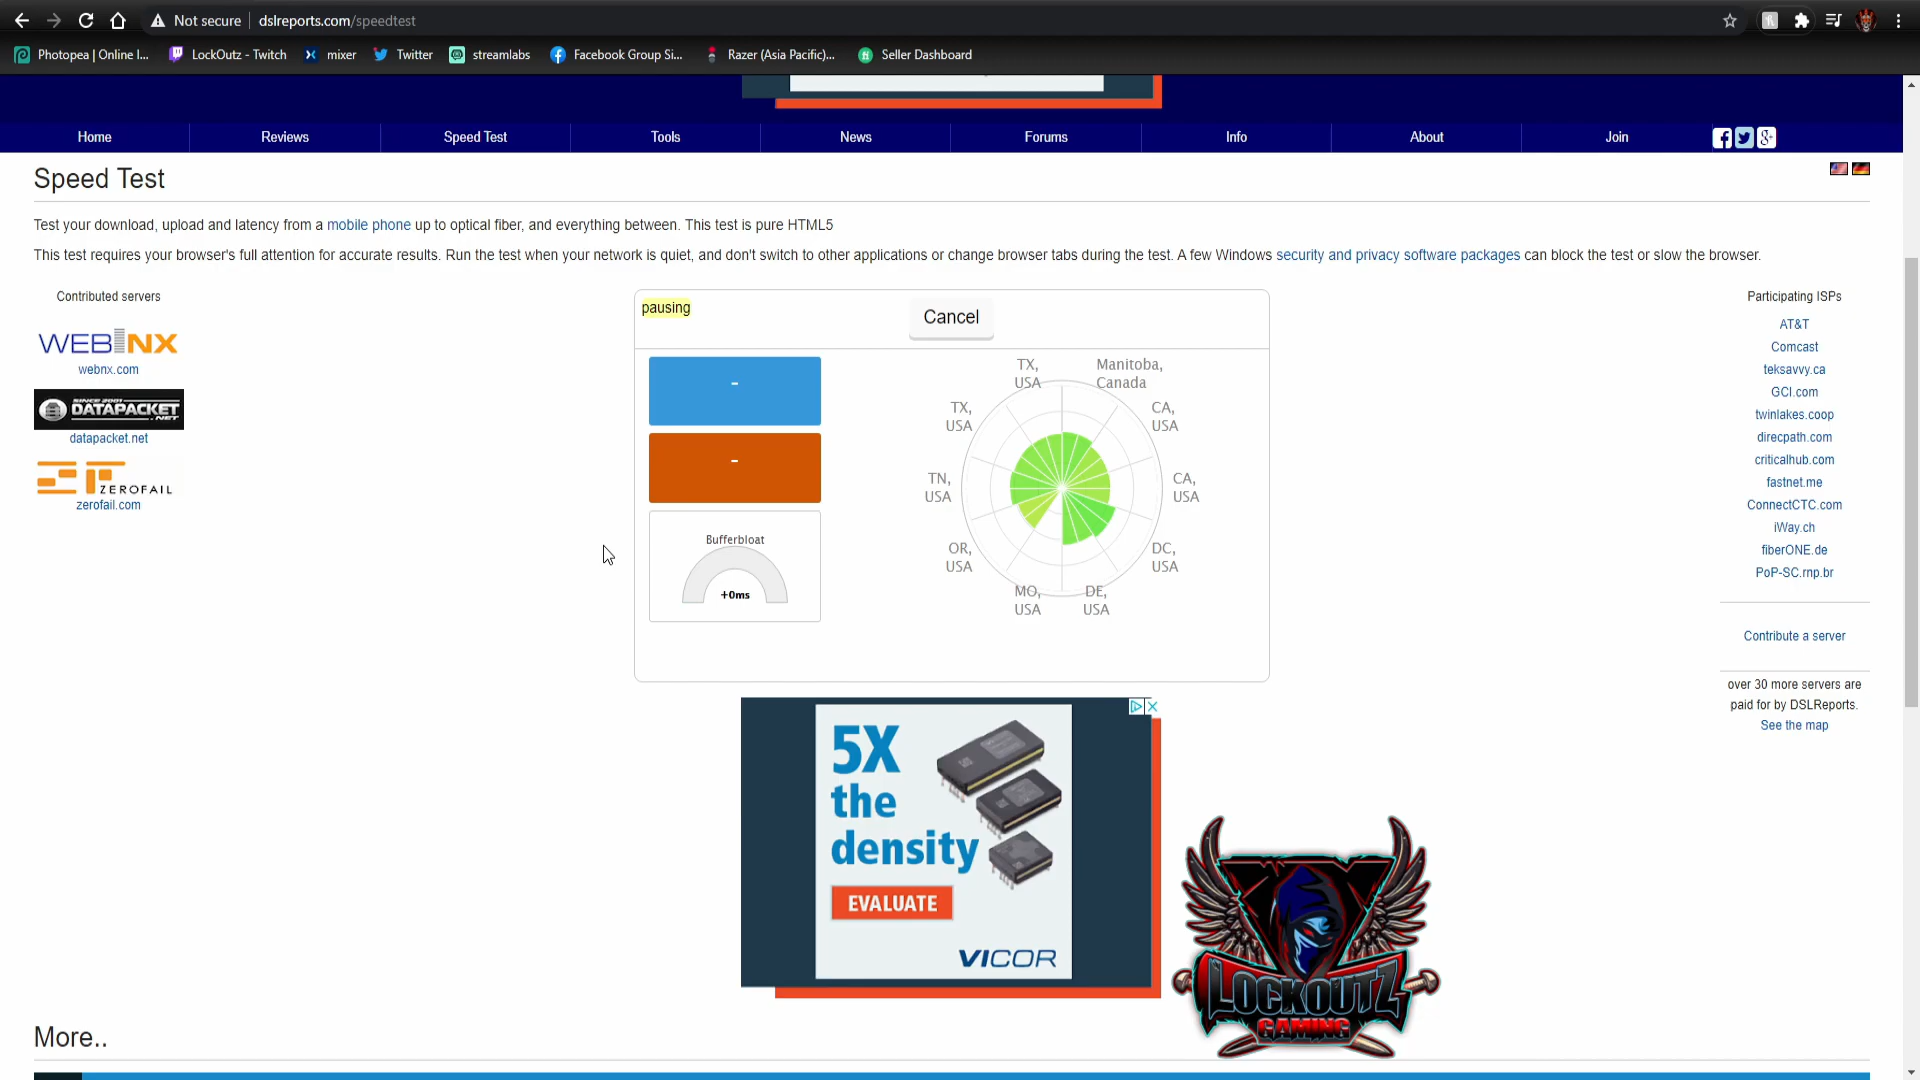 Not secure
dslreports.com/speedtest
Photopea | Online I...
LockOutz - Twitch
mixer
Twitter
streamlabs
Facebook Group Si...
Razer (Asia Pacific)...
Seller Dashboard
Home
Reviews
Speed Test
Tools
News
Forums
Info
About
Join
Speed Test
Test your download, upload and latency from a mobile phone up to optical fiber, and everything between. This test is pure HTML5
This test requires your browser's full attention for accurate results. Run the test when your network is quiet, and don't switch to other applications or change browser tabs during the test. A few Windows security and privacy software packages can block the test or slow the browser.
Contributed servers
WEBNX
webnx.com
SINCE 2001
DATAPACKET.NET
datapacket.net
ZEROFAIL
zerofail.com
pausing
Cancel
-
-
Bufferbloat
+0ms
TX,
USA
Manitoba,
Canada
TX,
USA
CA,
USA
TN,
USA
CA,
USA
OR,
USA
DC,
USA
MO,
USA
DE,
USA
Participating ISPs
AT&T
Comcast
teksavvy.ca
GCI.com
twinlakes.coop
direcpath.com
criticalhub.com
fastnet.me
ConnectCTC.com
iWay.ch
fiberONE.de
PoP-SC.rnp.br
Contribute a server
over 30 more servers are
paid for by DSLReports.
See the map
5X
the
density
EVALUATE
VICOR
LOCKOUTZ
GAMING
More..